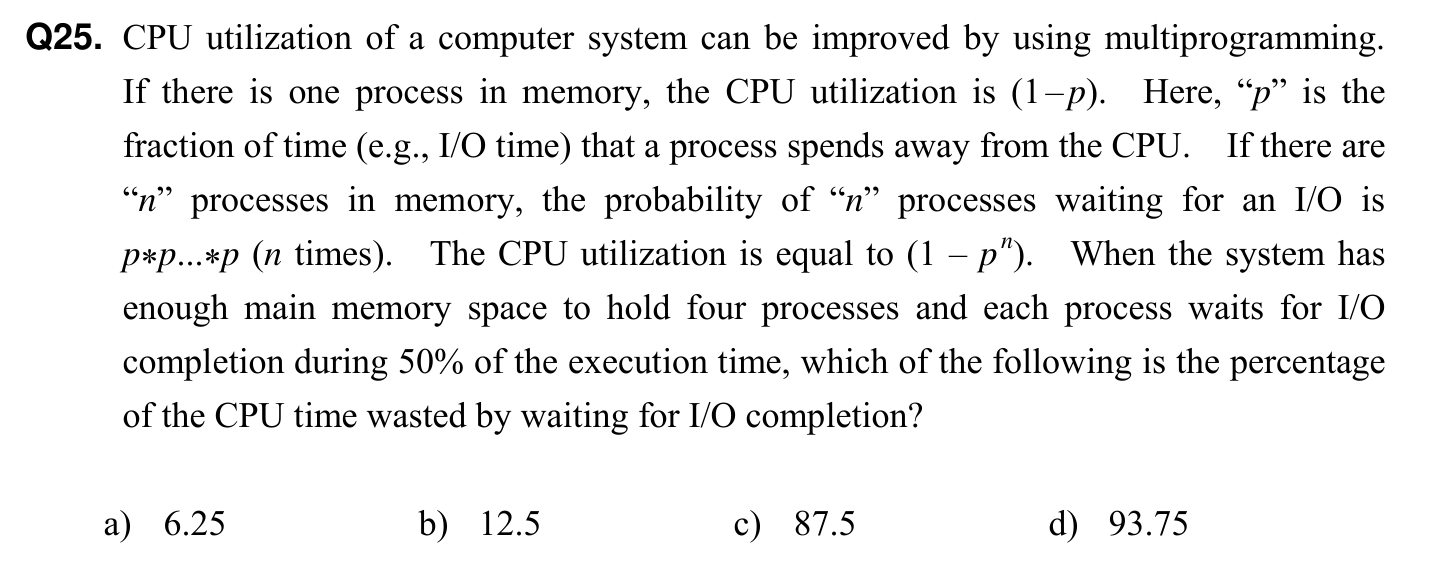 Q25. CPU utilization of a computer system can be improved by using multiprogramming.
If there is one process in memory, the CPU utilization is (1–p). Here, “p” is the
fraction of time (e.g., I/O time) that a process spends away from the CPU. If there are
“n” processes in memory, the probability of “n” processes waiting for an I/O is
p*p...*p (n times). The CPU utilization is equal to (1 – pⁿ). When the system has
enough main memory space to hold four processes and each process waits for I/O
completion during 50% of the execution time, which of the following is the percentage
of the CPU time wasted by waiting for I/O completion?
a) 6.25 b) 12.5 c) 87.5 d) 93.75